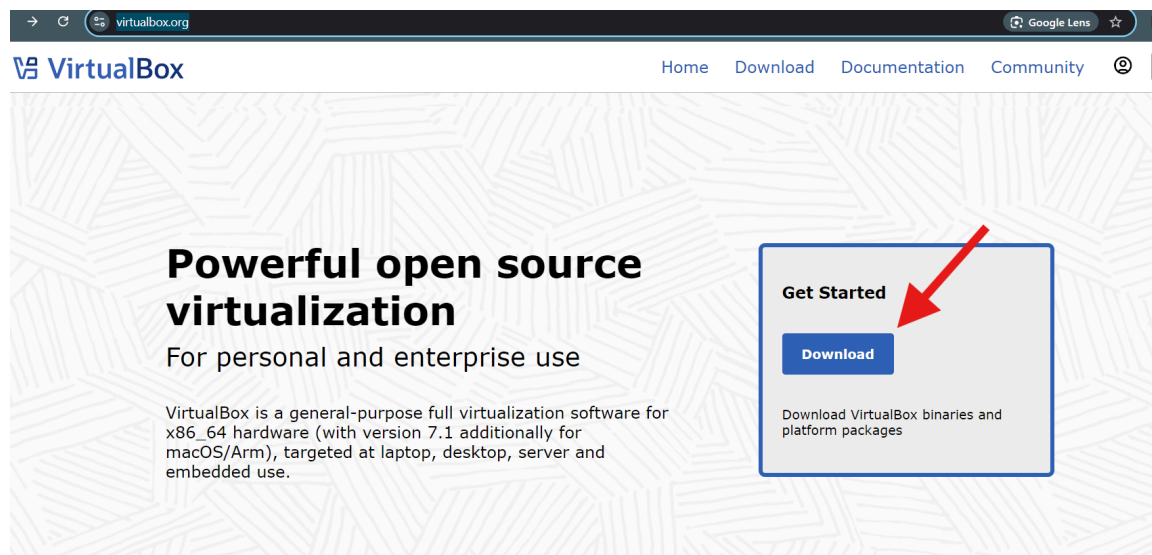 virtualbox.org
Google Lens
VirtualBox
Home Download Documentation Community
Powerful open source
virtualization
For personal and enterprise use
VirtualBox is a general-purpose full virtualization software for
x86_64 hardware (with version 7.1 additionally for
macOS/Arm), targeted at laptop, desktop, server and
embedded use.
Get Started
Download
Download VirtualBox binaries and
platform packages